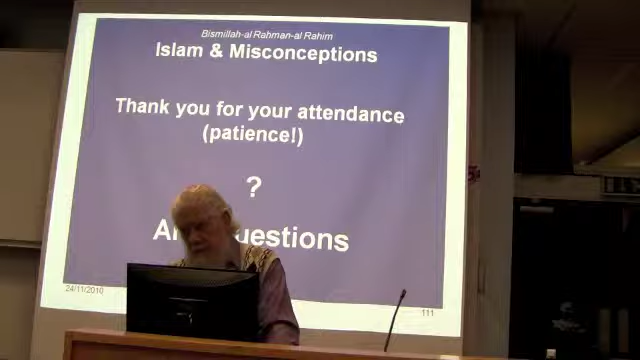 Bismillah-al Rahman-al Rahim
Islam & Misconceptions
Thank you for your attendance
(patience!)
?
24/11/2010
111